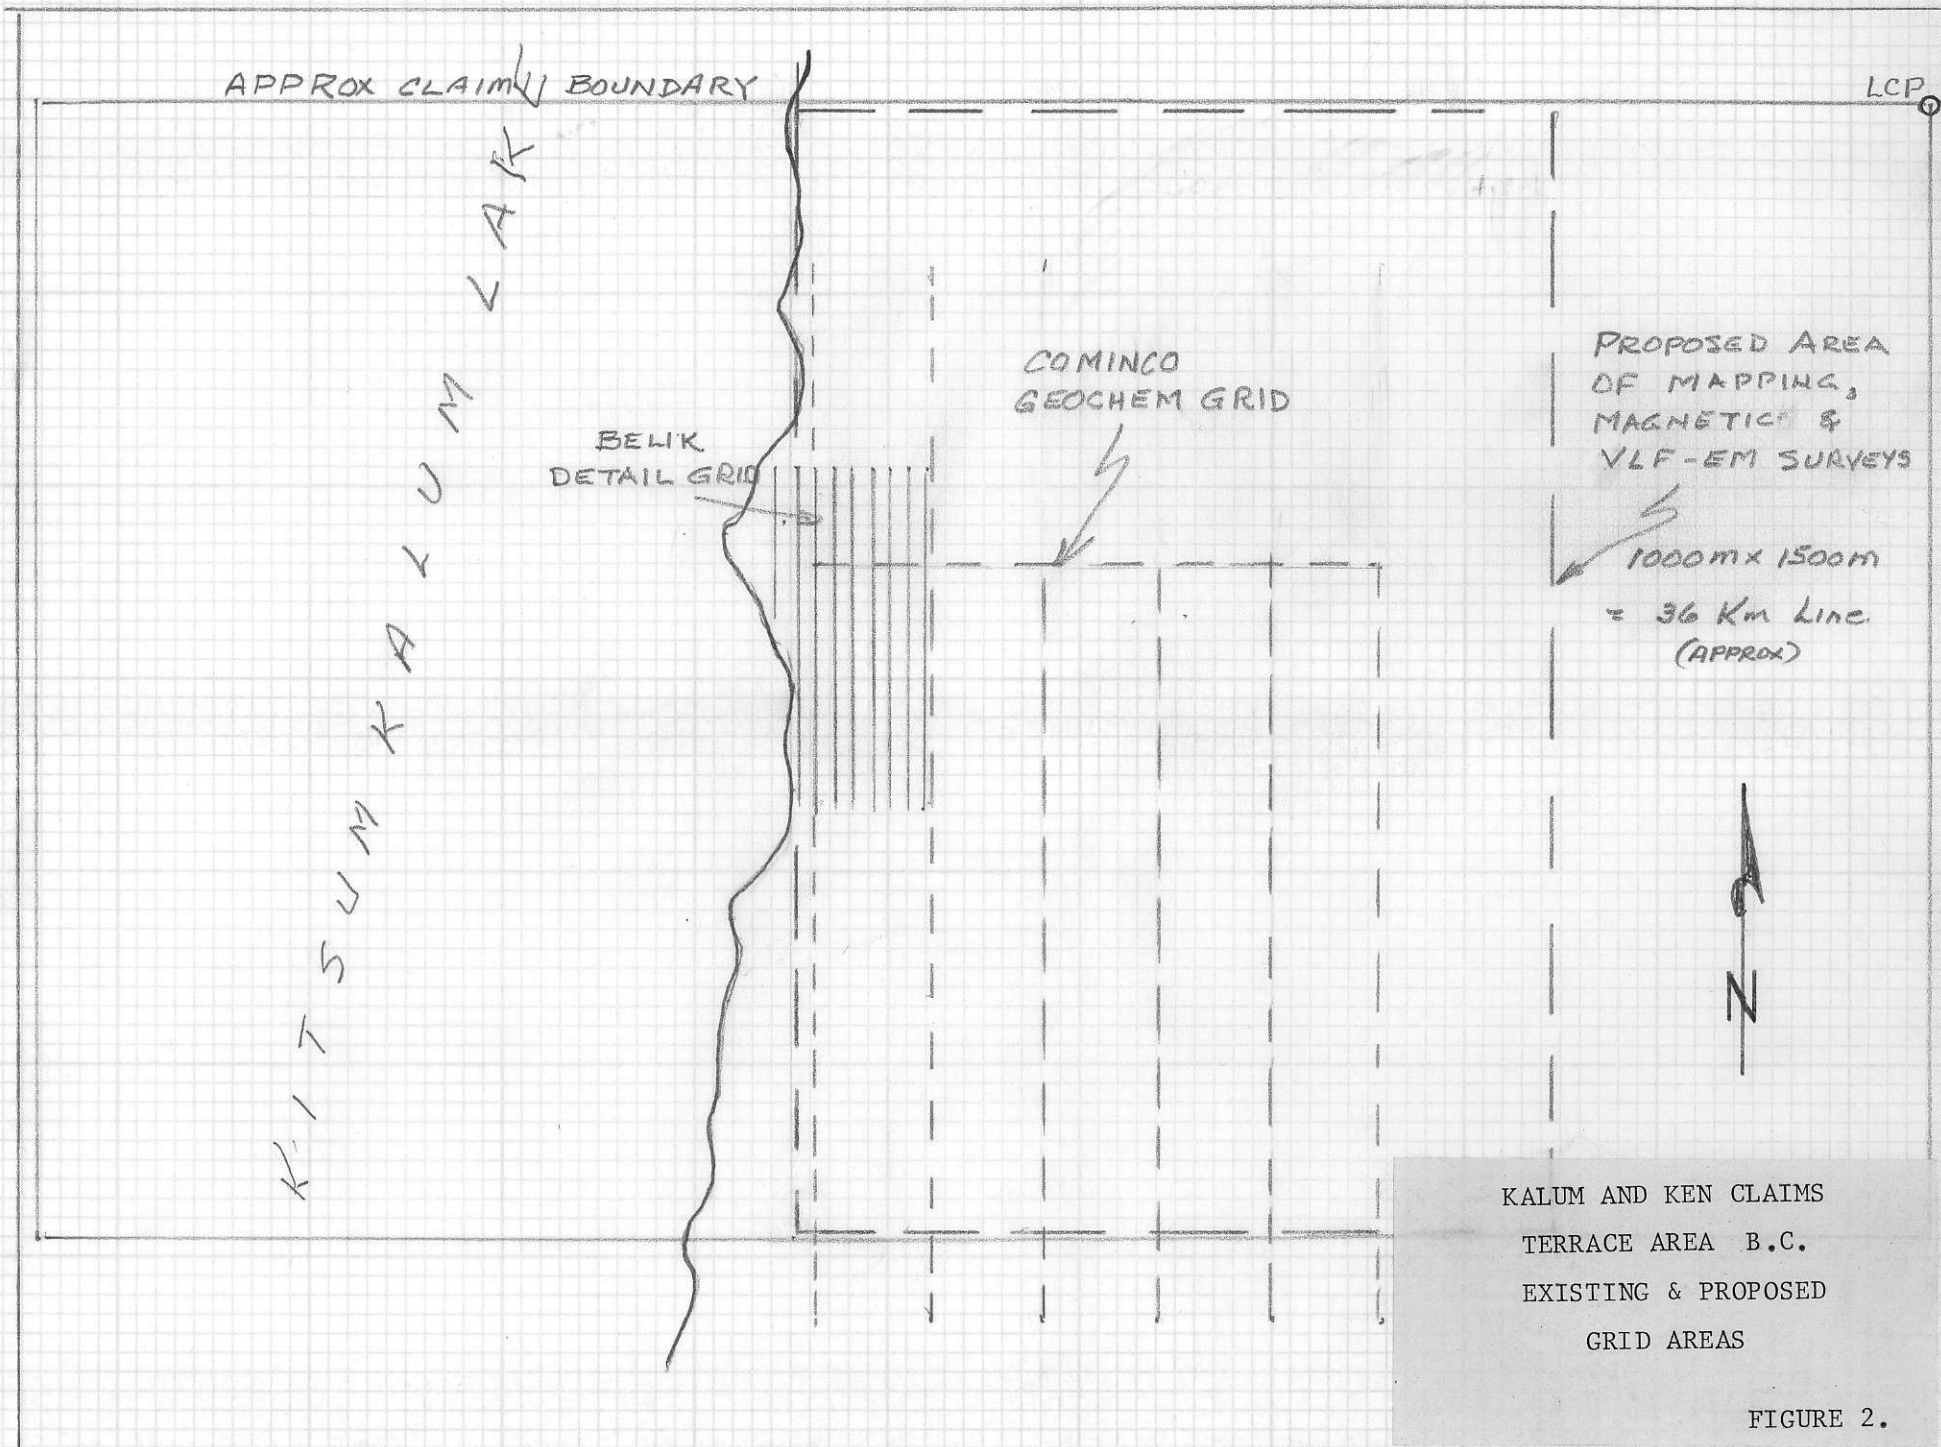 APPROX CLAIM BOUNDARY
LCP
KITSUMKALUM LAK
COMINCO
GEOCHEM GRID
BELIK
DETAIL GRID
PROPOSED AREA
OF MAPPING,
MAGNETIC &
VLF-EM SURVEYS
1000m x 1500m
= 36 Km Line
(APPROX)
N
KALUM AND KEN CLAIMS
TERRACE AREA B.C.
EXISTING & PROPOSED
GRID AREAS
FIGURE 2.